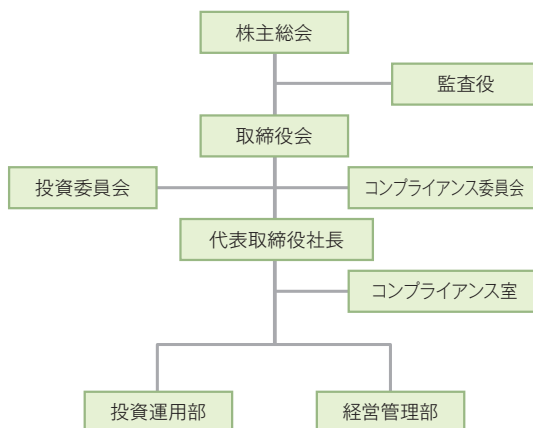 株主総会
監査役
取締役会
投資委員会
コンプライアンス委員会
代表取締役社長
コンプライアンス室
投資運用部
経営管理部